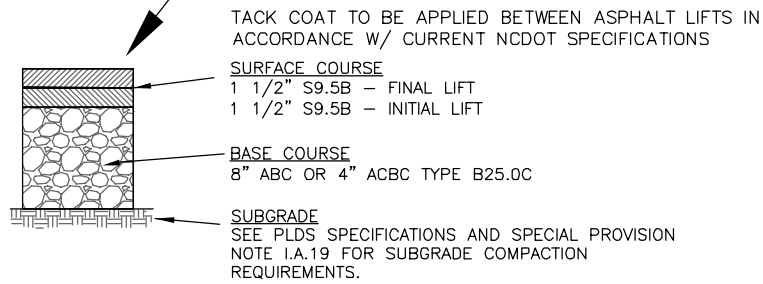 TACK COAT TO BE APPLIED BETWEEN ASPHALT LIFTS IN
ACCORDANCE W/ CURRENT NCDOT SPECIFICATIONS
SURFACE COURSE
1 1/2" S9.5B – FINAL LIFT
1 1/2" S9.5B – INITIAL LIFT
BASE COURSE
8" ABC OR 4" ACBC TYPE B25.0C
SUBGRADE
SEE PLDS SPECIFICATIONS AND SPECIAL PROVISION
NOTE I.A.19 FOR SUBGRADE COMPACTION
REQUIREMENTS.